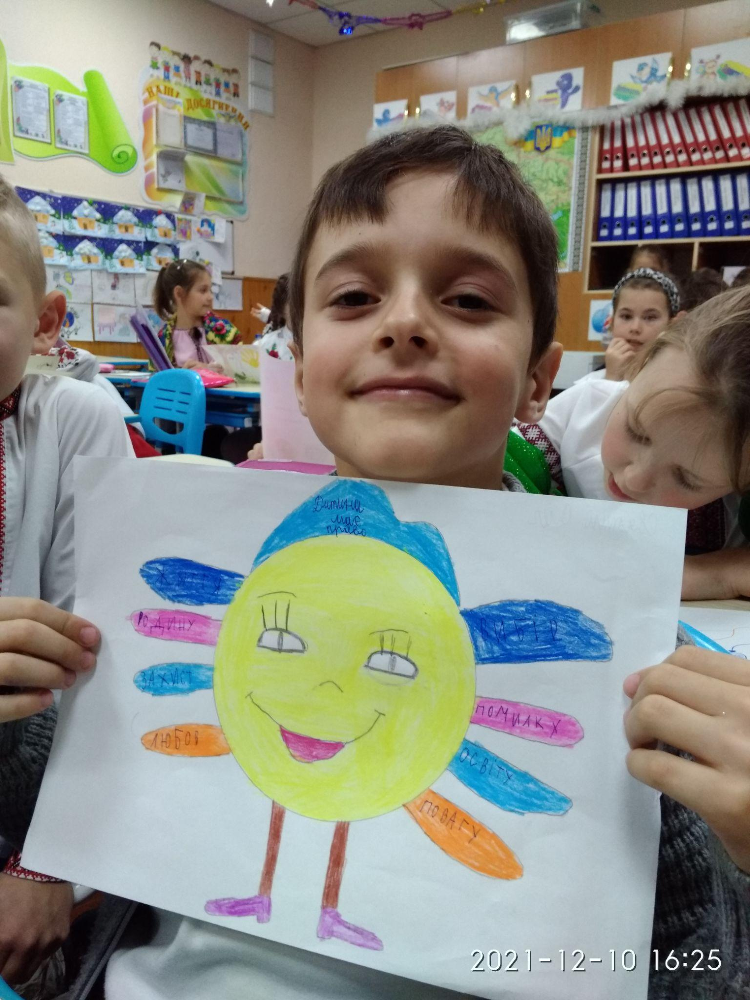 НАШІ
ДОСЯГНЕННЯ
Дитина
має
право
ЖИТТЯ
РОДИНУ
ЗАХИСТ
ЛЮБОВ
ВИБІР
ПОМИЛКУ
ОСВІТУ
ПОВАГУ
2021-12-10 16:25